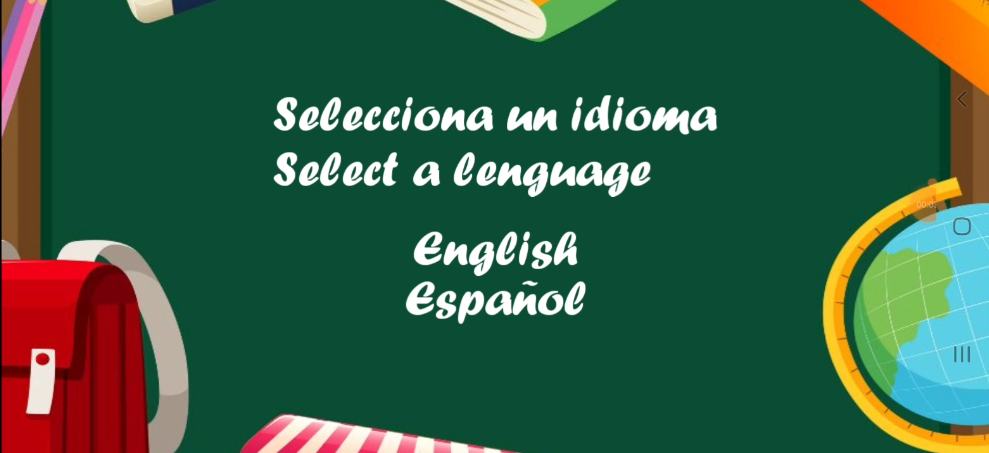 Selecciona un idioma
Select a lenguage
English
Español